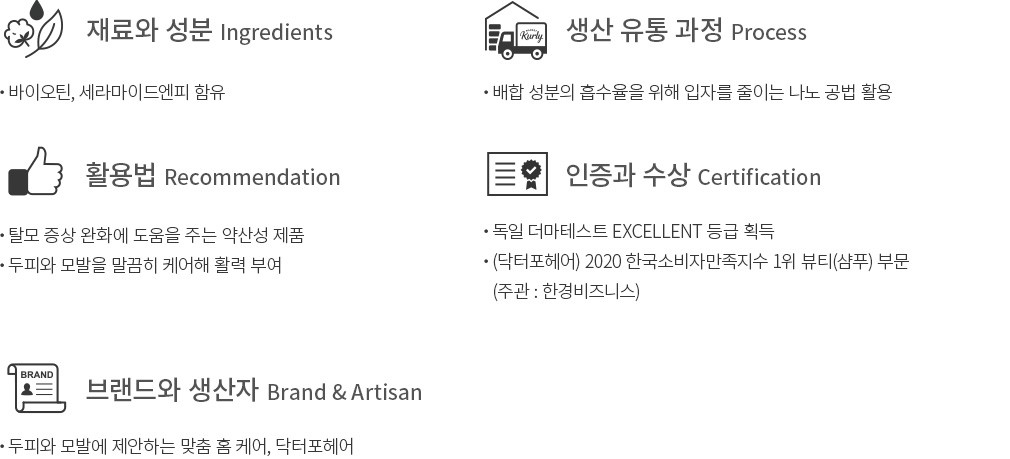 재료와 성분 Ingredients
• 바이오틴, 세라마이드엔피 함유
생산 유통 과정 Process
Kurly
• 배합 성분의 흡수율을 위해 입자를 줄이는 나노 공법 활용
활용법 Recommendation
• 탈모 증상 완화에 도움을 주는 약산성 제품
• 두피와 모발을 말끔히 케어해 활력 부여
인증과 수상 Certification
• 독일 더마테스트 EXCELLENT 등급 획득
• (닥터포헤어) 2020 한국소비자만족지수 1위 뷰티(샴푸) 부문
(주관 : 한경비즈니스)
BRAND
브랜드와 생산자 Brand & Artisan
• 두피와 모발에 제안하는 맞춤 홈 케어, 닥터포헤어